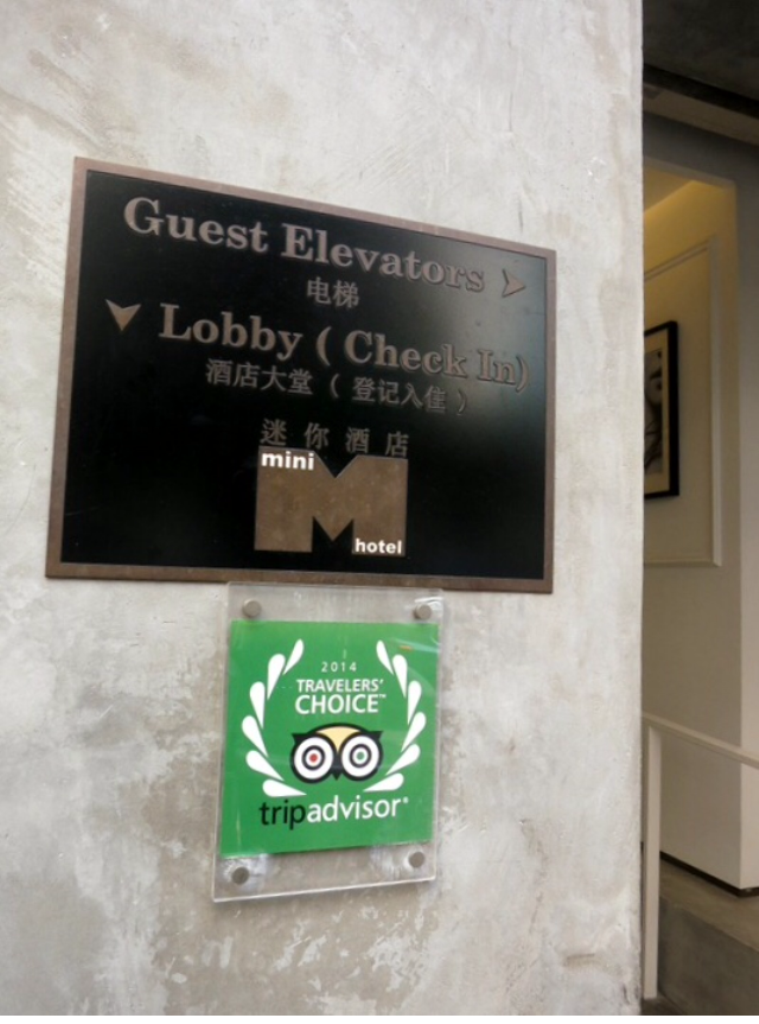 Guest Elevators
电梯
Lobby ( Check In)
酒店大堂 ( 登记入住 )
迷你酒店
mini
M
hotel
2014
TRAVELERS'
CHOICE™
tripadvisor®